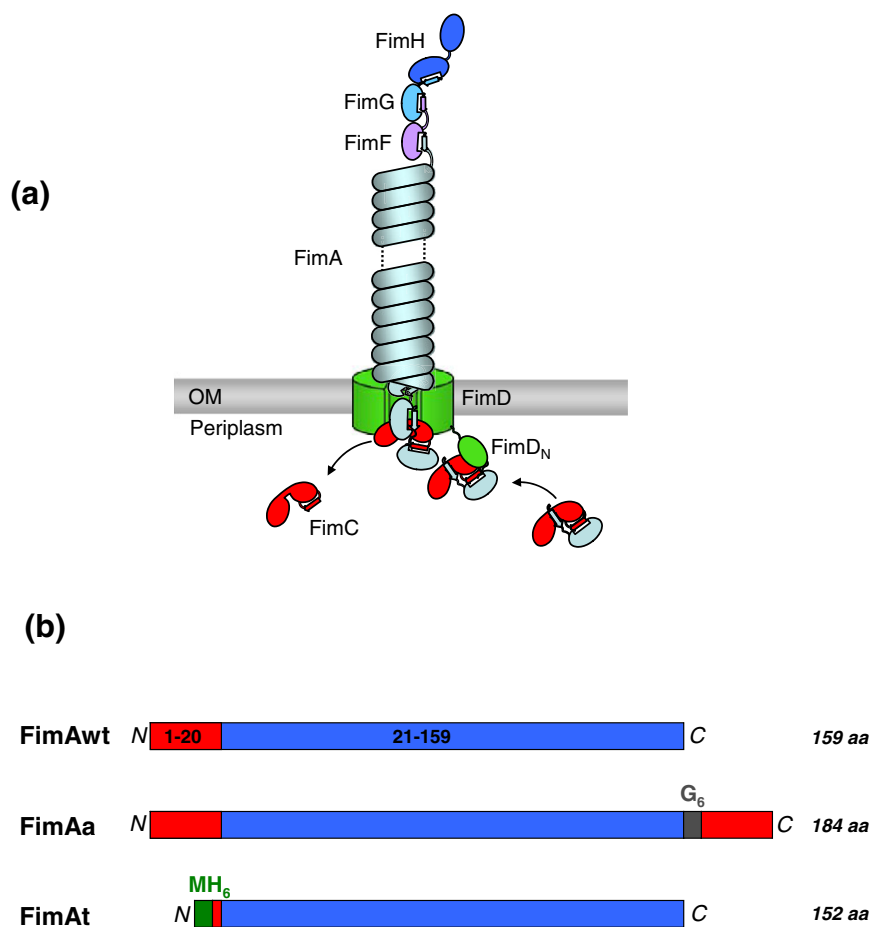 FimH
FimG
FimF
(a)
FimA
OM
FimD
Periplasm
FimD_N
FimC
(b)
FimAwt N 1-20 21-159 C 159 aa
G_6
FimAa N C 184 aa
MH_6
FimAt N C 152 aa